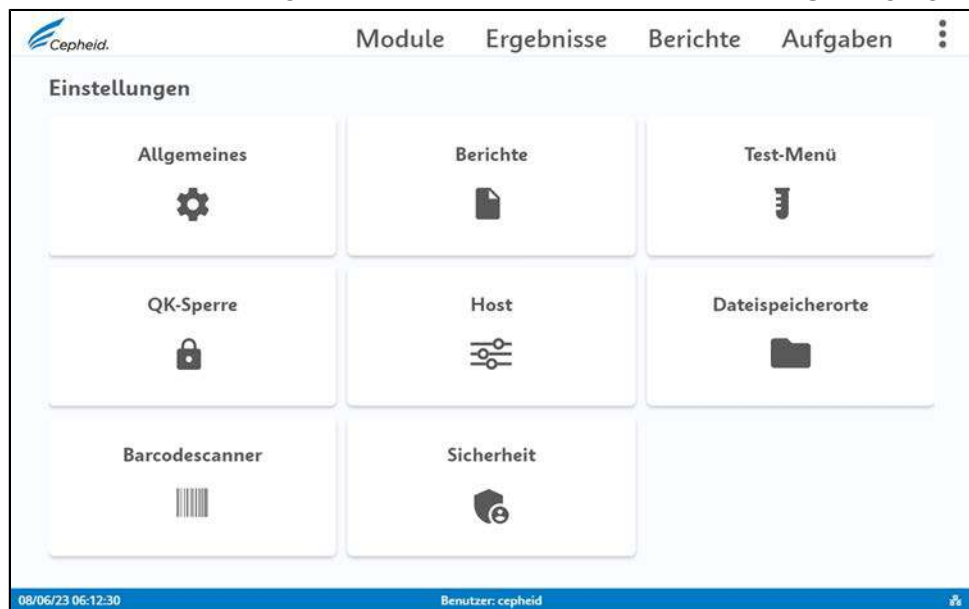 Cepheid.
Module Ergebnisse Berichte Aufgaben
Einstellungen
Allgemeines Berichte Test-Menü
QK-Sperre Host Dateispeicherorte
Barcodescanner Sicherheit
08/06/23 06:12:30 Benutzer: cepheid